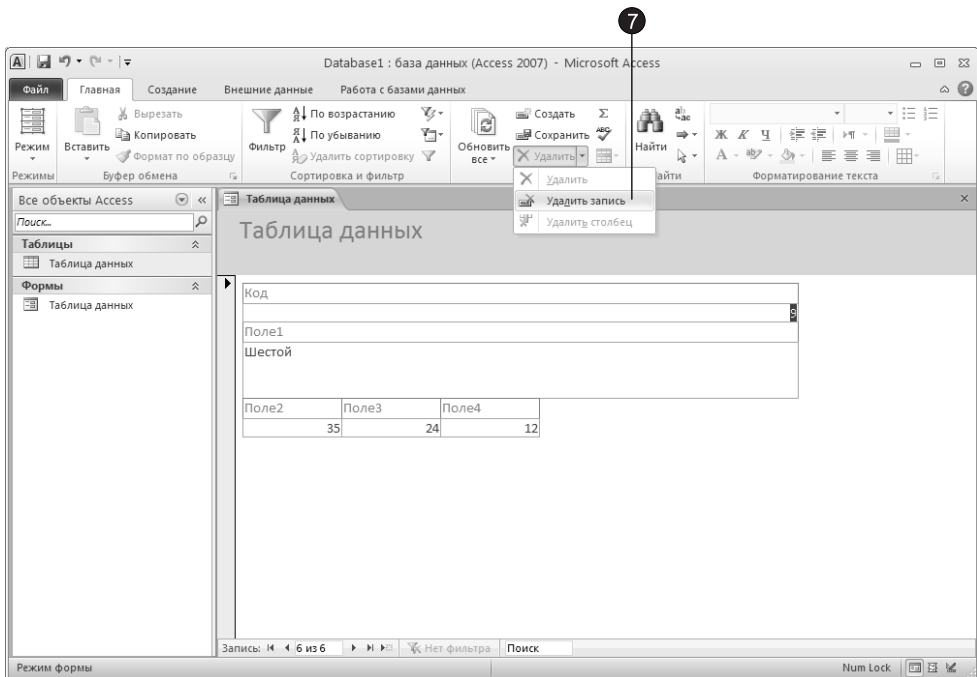 7
Database1 : база данных (Access 2007) - Microsoft Access
Файл Главная Создание Внешние данные Работа с базами данных
Режим
Режимы
Вставить
Вырезать
Копировать
Формат по образцу
Буфер обмена
Фильтр
По возрастанию
По убыванию
Удалить сортировку
Сортировка и фильтр
Обновить все
Создать
Сохранить
Удалить
Удалить
Удалить запись
Удалить столбец
Найти
айти
Ж К Ч
А
Форматирование текста
Все объекты Access
Поиск...
Таблицы
Таблица данных
Формы
Таблица данных
Таблица данных
Таблица данных
Код
9
Поле1
Шестой
Поле2 Поле3 Поле4
35 24 12
Запись: 6 из 6 Нет фильтра Поиск
Режим формы Num Lock